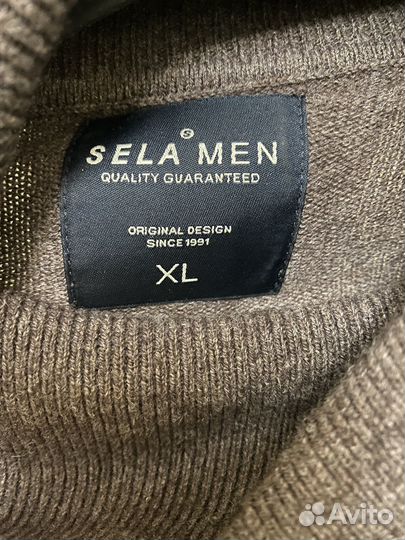 S
SELA MEN
QUALITY GUARANTEED
ORIGINAL DESIGN
SINCE 1991
XL
Avito